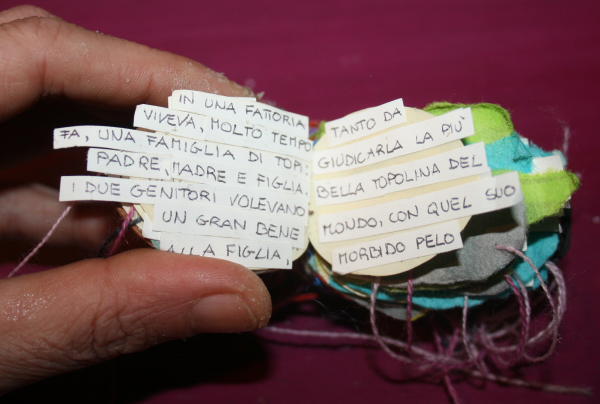 IN UNA FATTORIA
VIVEVA, MOLTO TEMPO
FA, UNA FAMIGLIA DI TOPI:
PADRE, MADRE E FIGLIA.
I DUE GENITORI VOLEVANO
UN GRAN BENE
ALLA FIGLIA,
TANTO DA
GIUDICARLA LA PIÙ
BELLA TOPOLINA DEL
MONDO, CON QUEL SUO
MORBIDO PELO